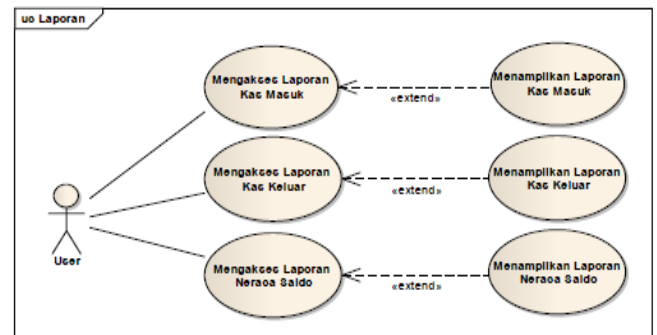 uc Laporan
Mengakses Laporan
Kas Masuk
«extend»
Menampilkan Laporan
Kas Masuk
Mengakses Laporan
Kas Keluar
«extend»
Menampilkan Laporan
Kas Keluar
User
Mengakses Laporan
Neraca Saldo
«extend»
Menampilkan Laporan
Neraca Saldo